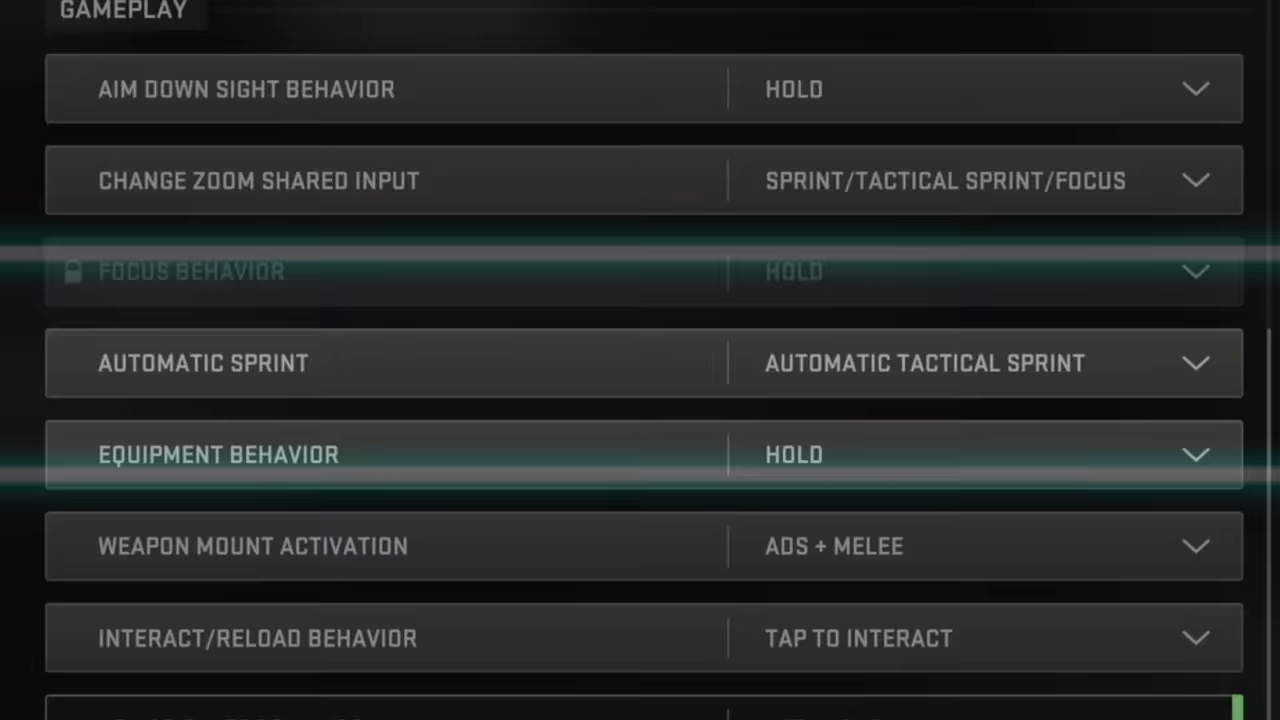 GAMEPLAY
AIM DOWN SIGHT BEHAVIOR HOLD
CHANGE ZOOM SHARED INPUT SPRINT/TACTICAL SPRINT/FOCUS
FOCUS BEHAVIOR HOLD
AUTOMATIC SPRINT AUTOMATIC TACTICAL SPRINT
EQUIPMENT BEHAVIOR HOLD
WEAPON MOUNT ACTIVATION ADS + MELEE
INTERACT/RELOAD BEHAVIOR TAP TO INTERACT